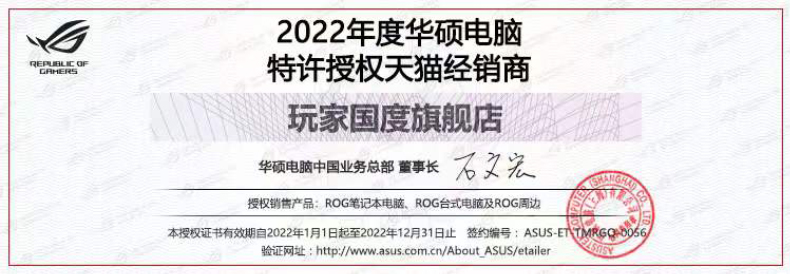 REPUBLIC OF
GAMERS
2022年度华硕电脑
特许授权天猫经销商
玩家国度旗舰店
华硕电脑中国业务总部 董事长 石文宏
授权销售产品：ROG笔记本电脑、ROG台式电脑及ROG周边
本授权证书有效期自2022年1月1日起至2022年12月31日止 签约编号：ASUS-ET-TMRGQ-0056
验证网址：http://www.asus.com.cn/About_ASUS/etailer
ASUSTEK COMPUTER (SHANGHAI) CO. LTD